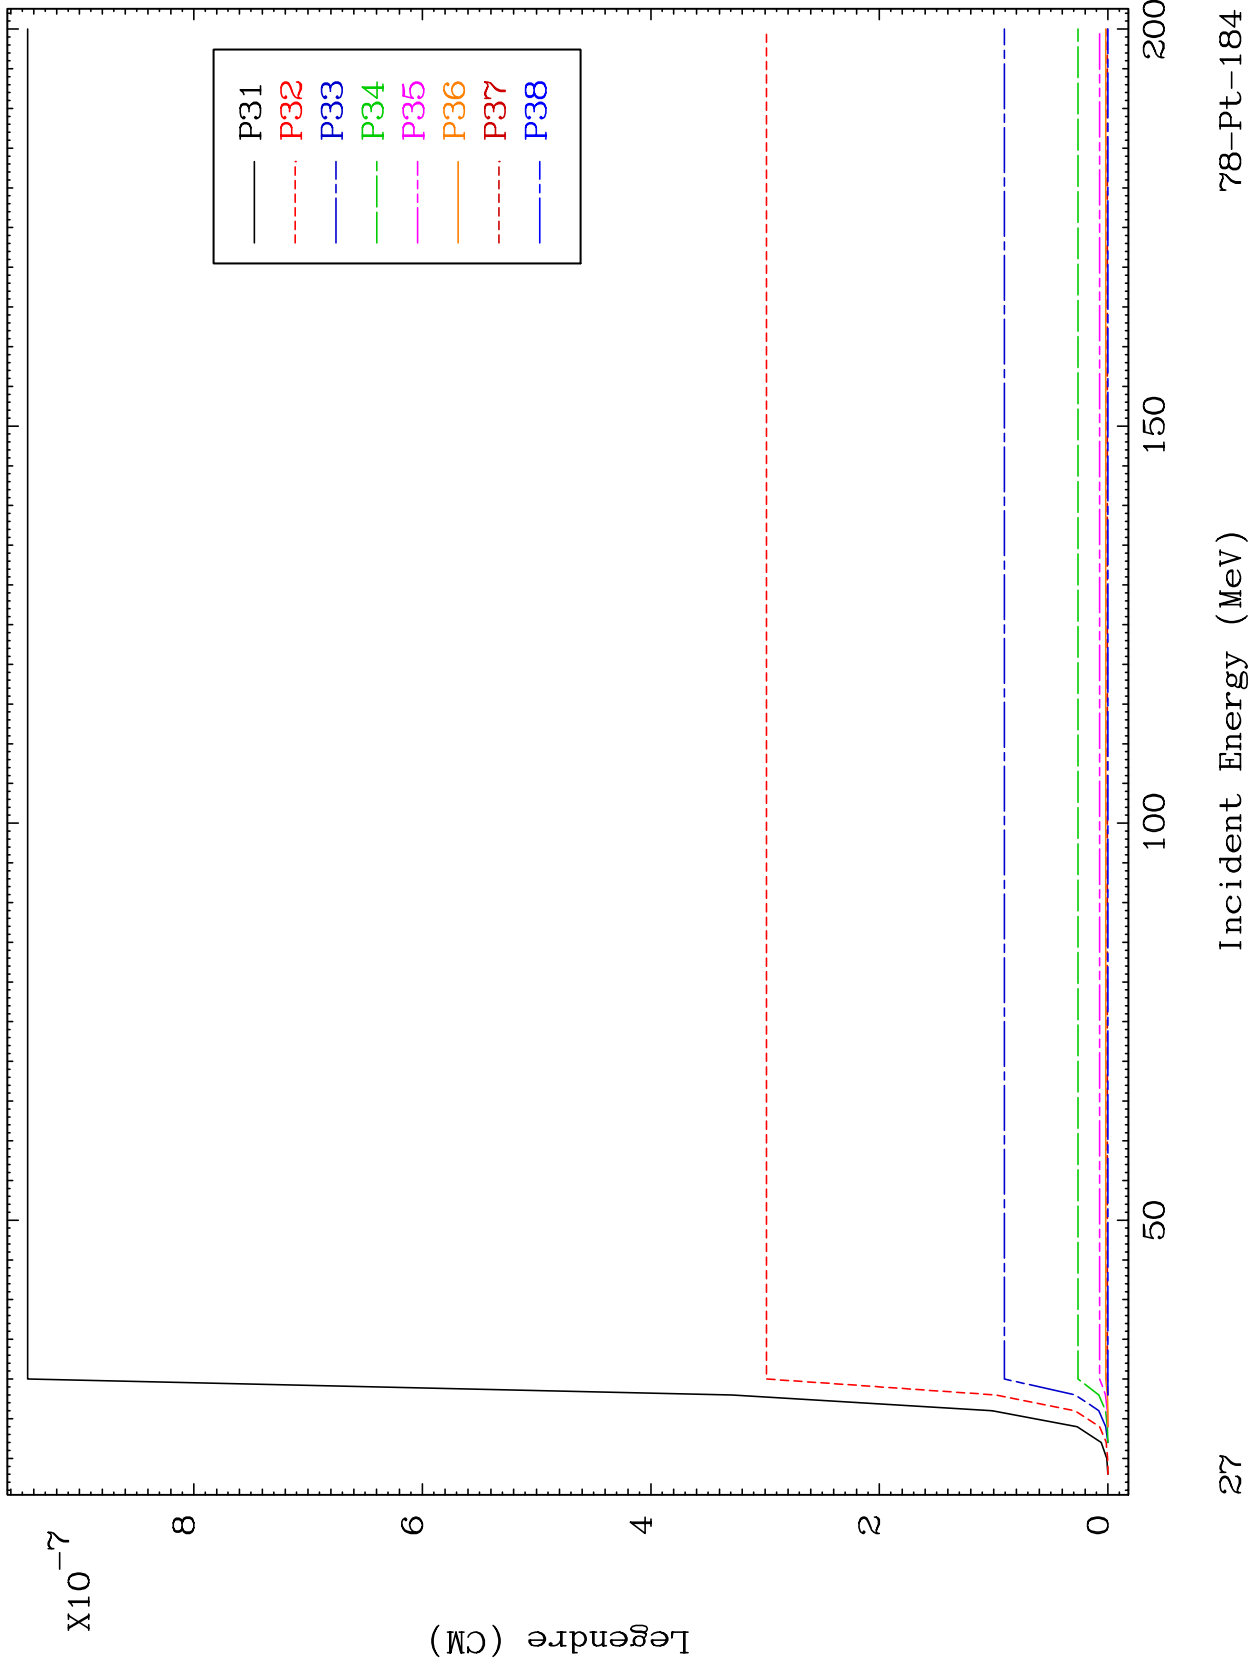 X10-7
Legendre (CM)
8
6
4
2
0
P31
P32
P33
P34
P35
P36
P37
P38
50
100
150
200
Incident Energy (MeV)
27
78-Pt-184